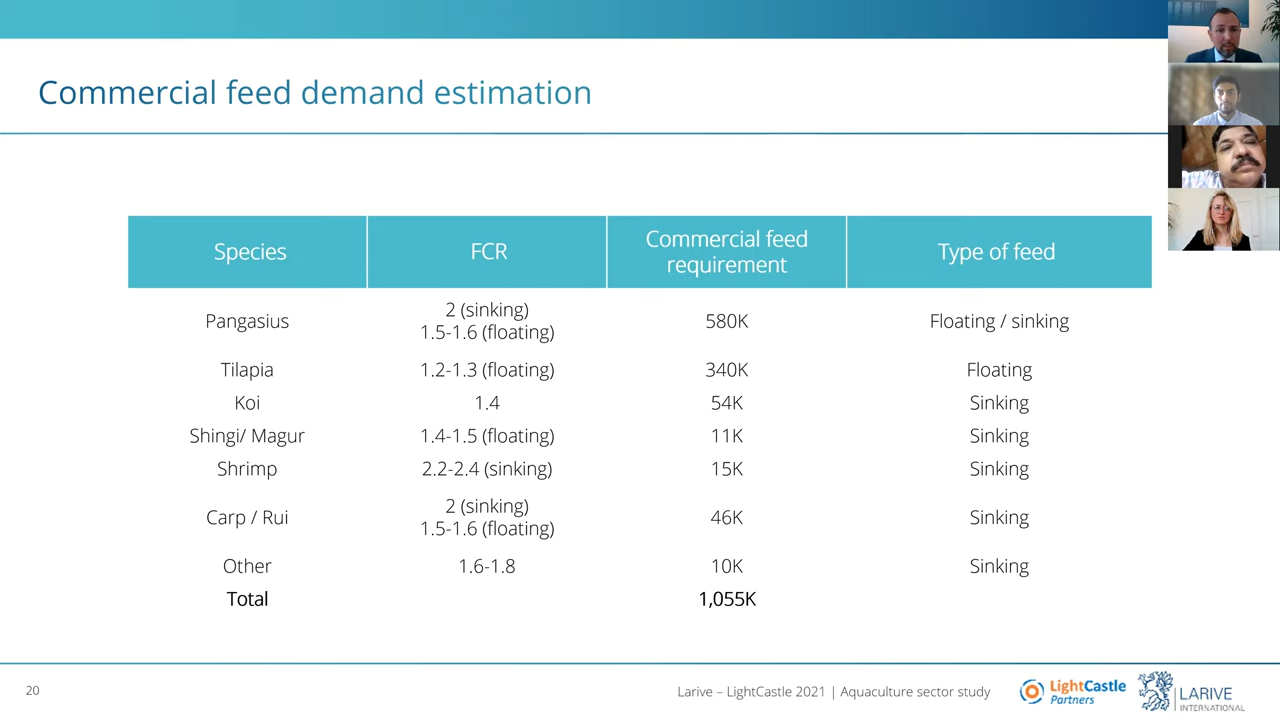 Commercial feed demand estimation
Species
FCR
Commercial feed
requirement
Type of feed
Pangasius
2 (sinking)
1.5-1.6 (floating)
580K
Floating / sinking
Tilapia
1.2-1.3 (floating)
340K
Floating
Koi
1.4
54K
Sinking
Shingi/ Magur
1.4-1.5 (floating)
11K
Sinking
Shrimp
2.2-2.4 (sinking)
15K
Sinking
Carp / Rui
2 (sinking)
1.5-1.6 (floating)
46K
Sinking
Other
1.6-1.8
10K
Sinking
Total
1,055K
20
Larive – LightCastle 2021 | Aquaculture sector study
LightCastle
Partners
LARIVE
INTERNATIONAL